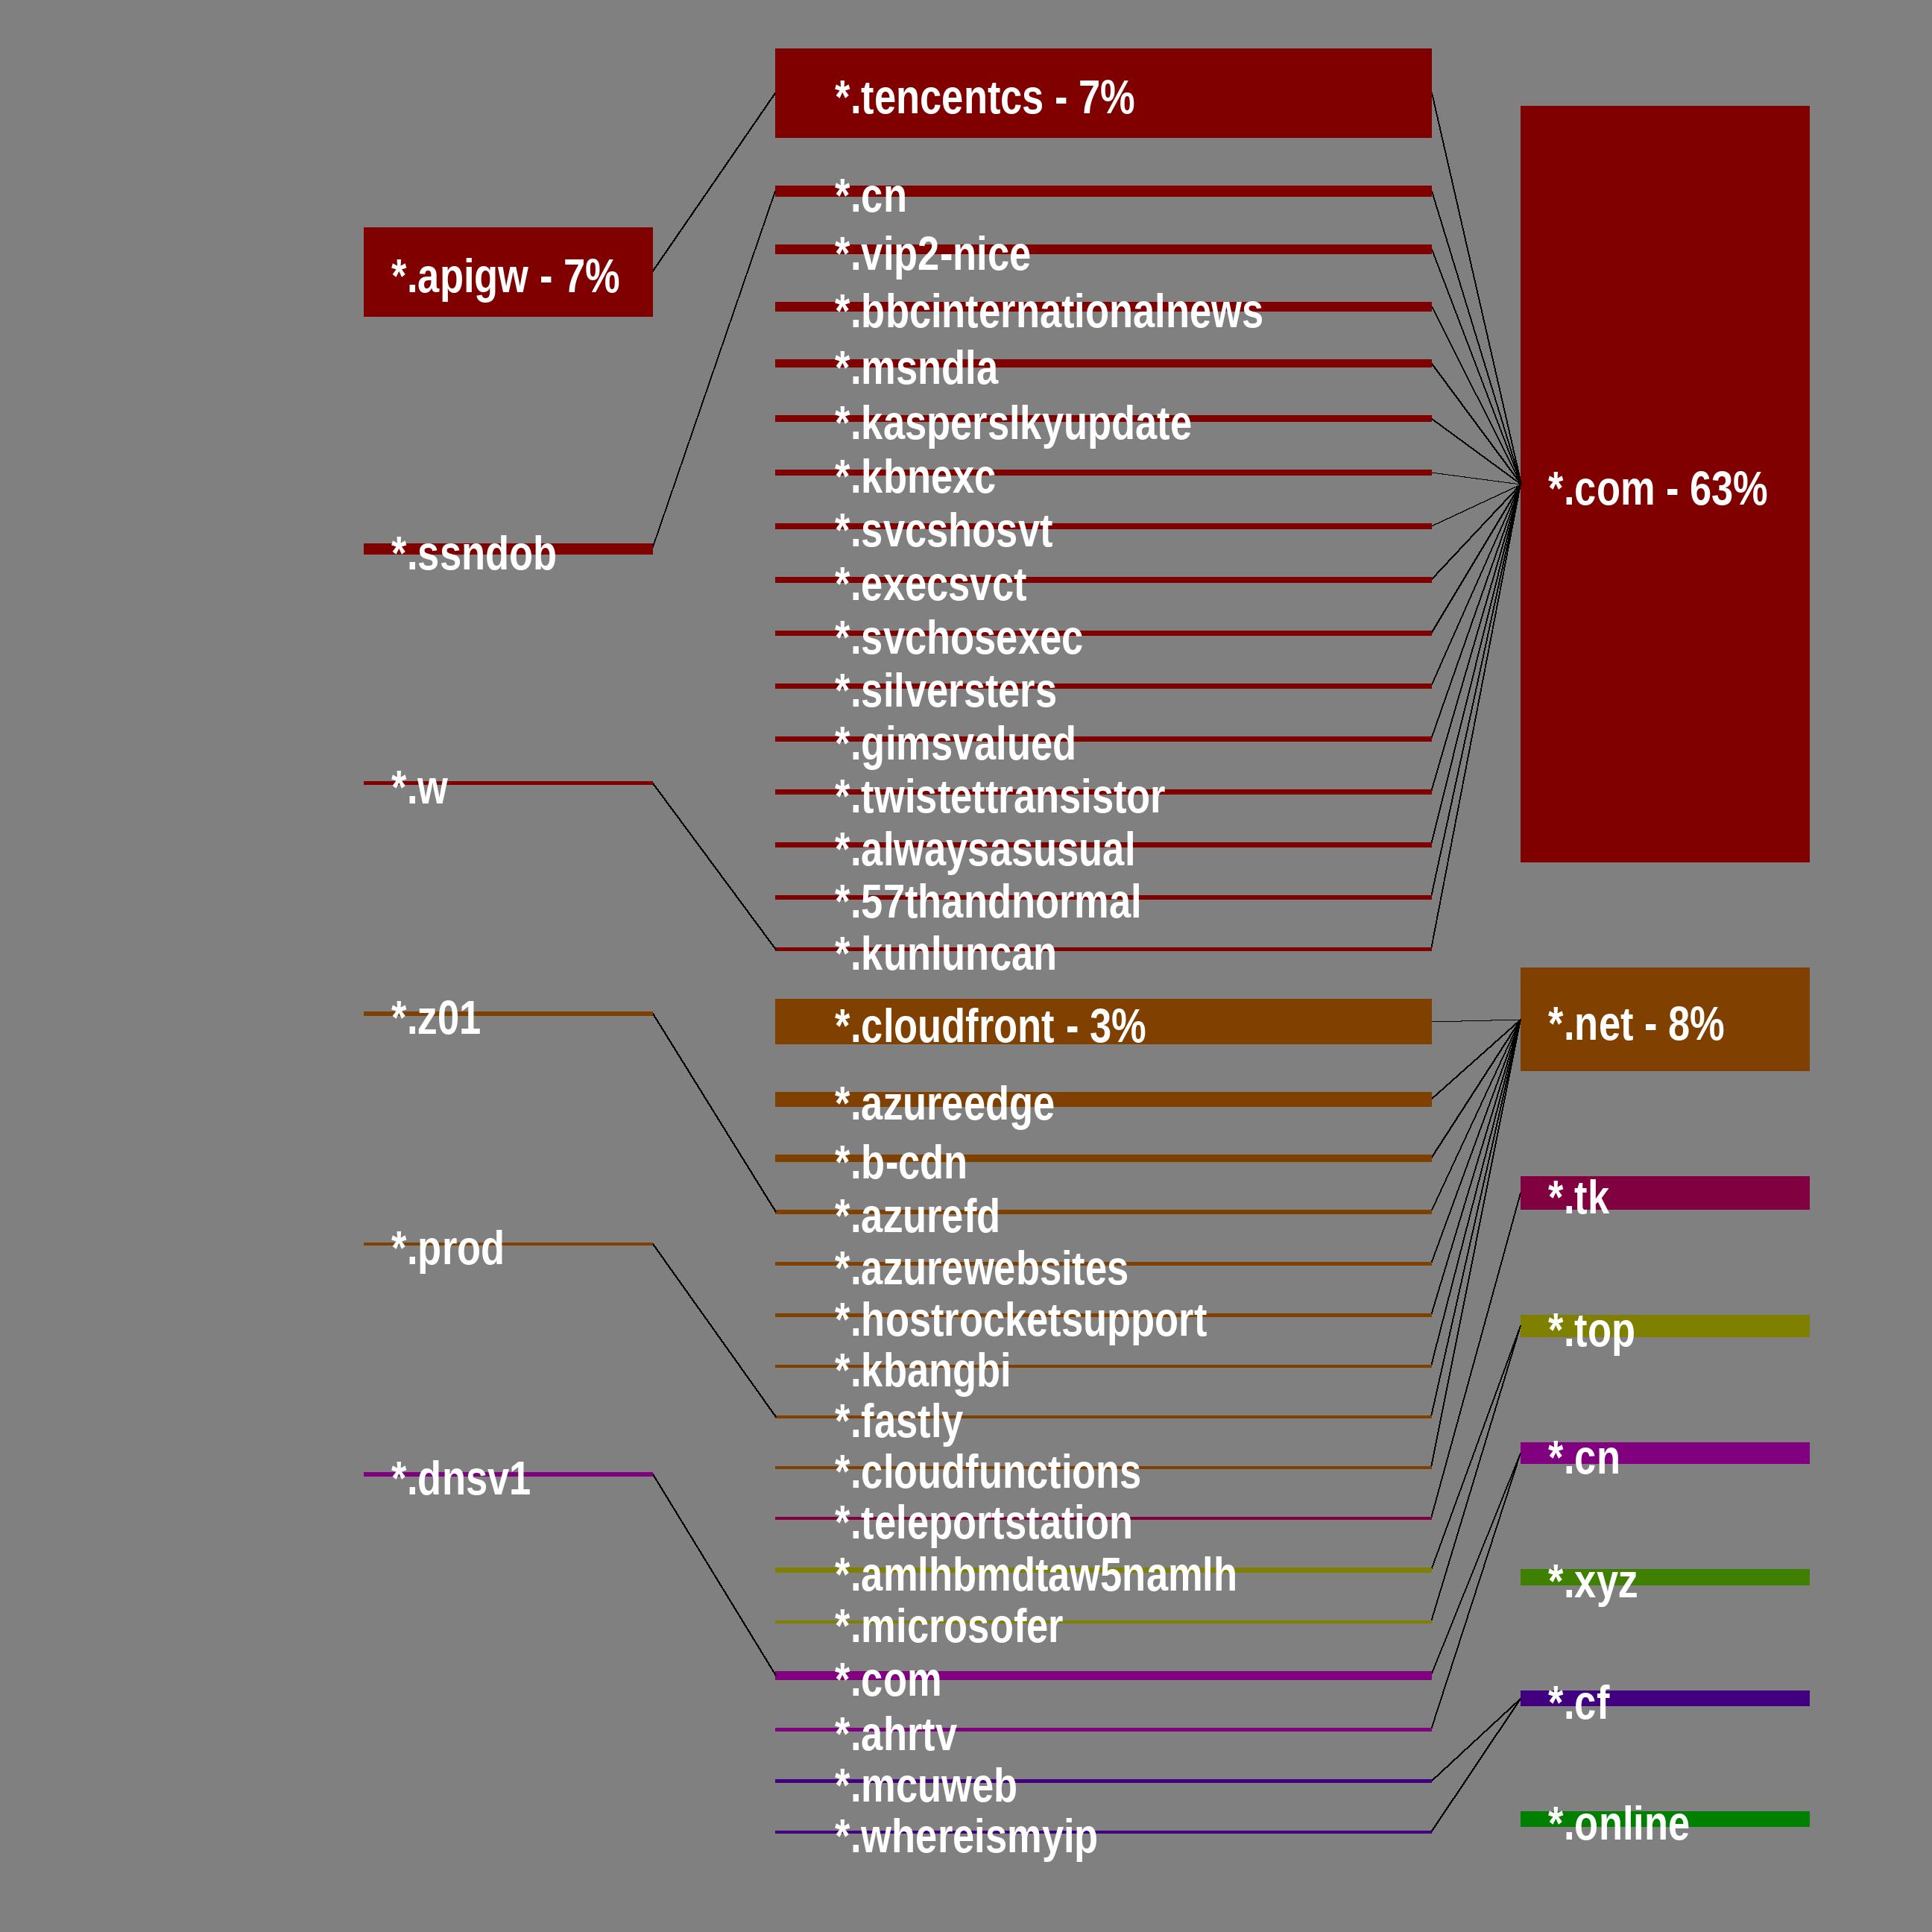 *.apigw - 7%
*.ssndob
*.w
*.z01
*.prod
*.dnsv1
*.tencentcs - 7%
*.cn
*.vip2-nice
*.bbcinternationalnews
*.msndla
*.kasperslkyupdate
*.kbnexc
*.svcshosvt
*.execsvct
*.svchosexec
*.silversters
*.gimsvalued
*.twistettransistor
*.alwaysasusual
*.57thandnormal
*.kunluncan
*.cloudfront - 3%
*.azureedge
*.b-cdn
*.azurefd
*.azurewebsites
*.hostrocketsupport
*.kbangbi
*.fastly
*.cloudfunctions
*.teleportstation
*.amlhbmdtaw5namlh
*.microsofer
*.com
*.ahrtv
*.mcuweb
*.whereismyip
*.com - 63%
*.net - 8%
*.tk
*.top
*.cn
*.xyz
*.cf
*.online